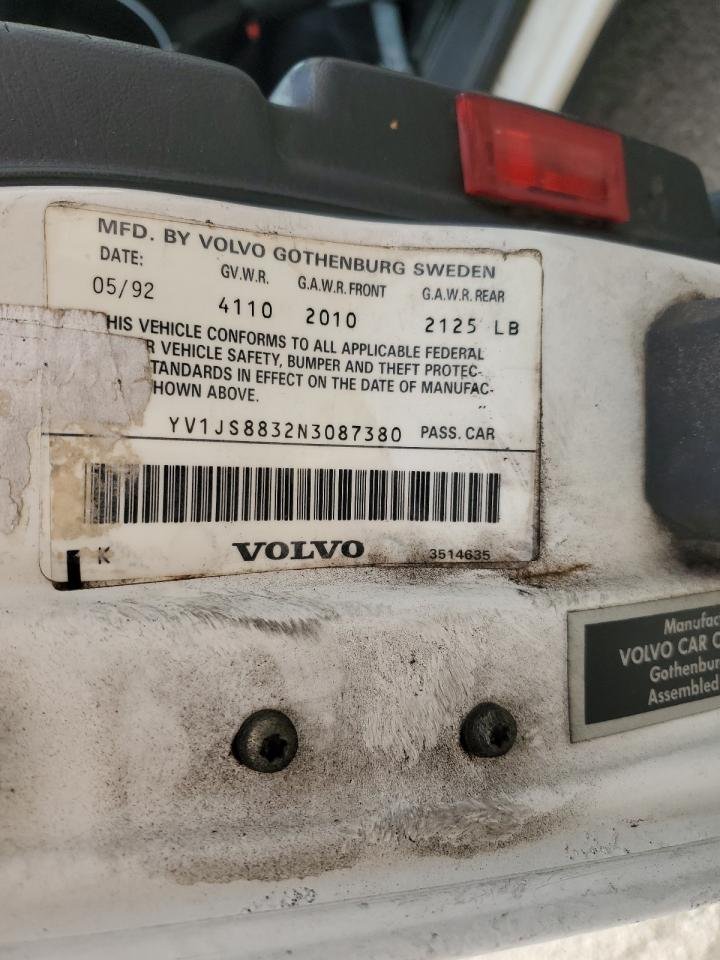 MFD. BY VOLVO GOTHENBURG SWEDEN
DATE: GV.W.R. G.A.W.R. FRONT G.A.W.R. REAR
05/92 4110 2010 2125 LB
HIS VEHICLE CONFORMS TO ALL APPLICABLE FEDERAL
R VEHICLE SAFETY, BUMPER AND THEFT PROTEC-
TANDARDS IN EFFECT ON THE DATE OF MANUFAC-
HOWN ABOVE.
YV1JS8832N3087380 PASS. CAR
K VOLVO 3514635
Manufac
VOLVO CAR C
Gothenbur
Assembled